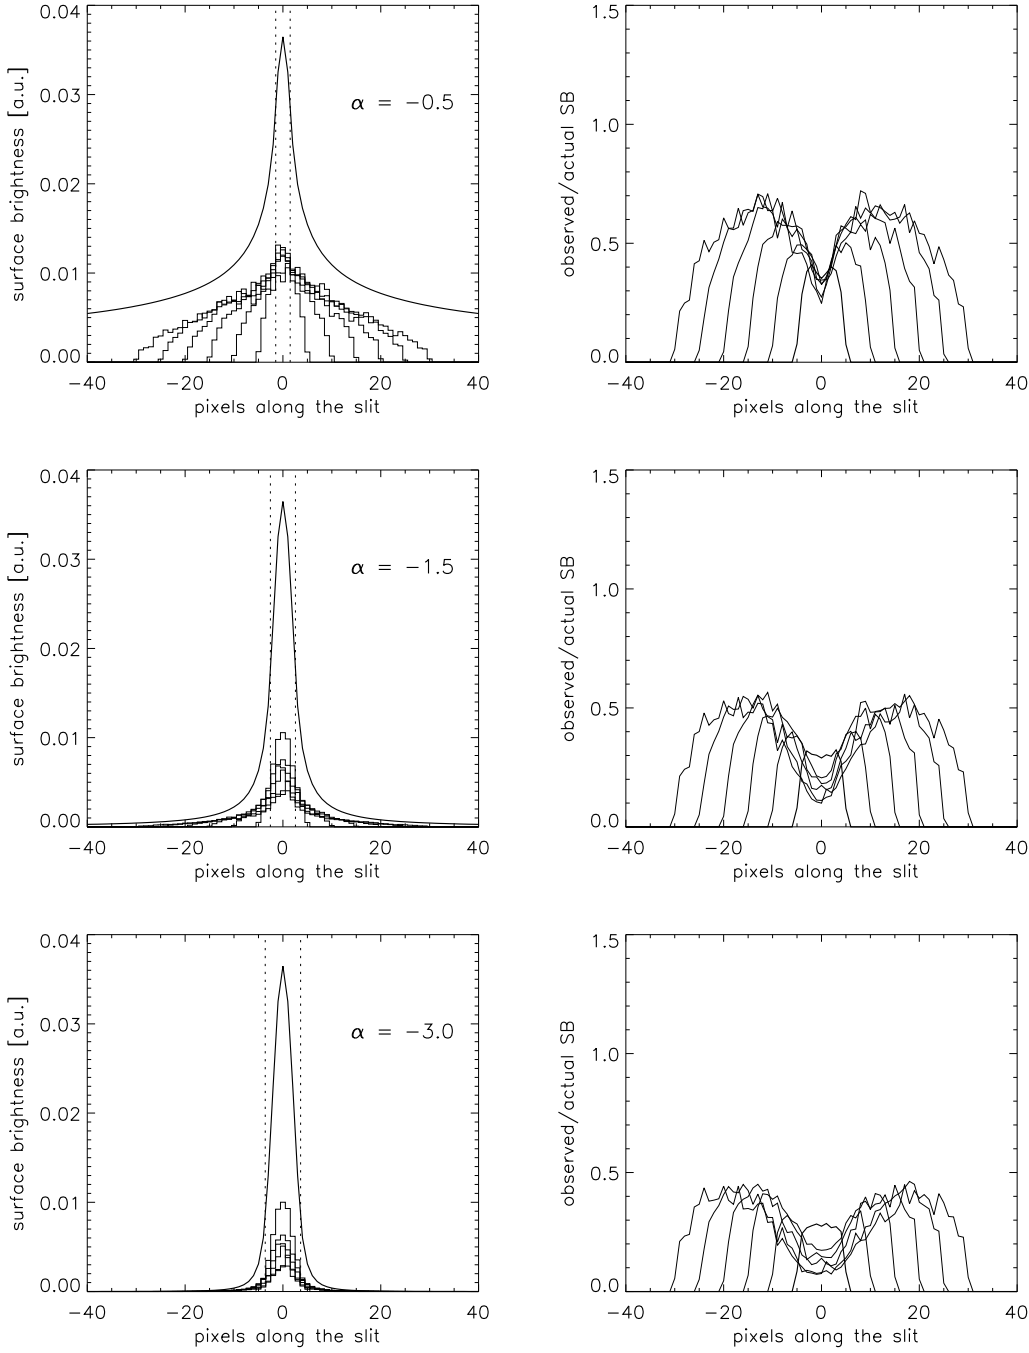 0.04
0.03
0.02
0.01
0.00
surface brightness [a.u.]
α = −0.5
−40 −20 0 20 40
pixels along the slit
1.5
1.0
0.5
0.0
observed/actual SB
−40 −20 0 20 40
pixels along the slit
0.04
0.03
0.02
0.01
0.00
surface brightness [a.u.]
α = −1.5
−40 −20 0 20 40
pixels along the slit
1.5
1.0
0.5
0.0
observed/actual SB
−40 −20 0 20 40
pixels along the slit
0.04
0.03
0.02
0.01
0.00
surface brightness [a.u.]
α = −3.0
−40 −20 0 20 40
pixels along the slit
1.5
1.0
0.5
0.0
observed/actual SB
−40 −20 0 20 40
pixels along the slit